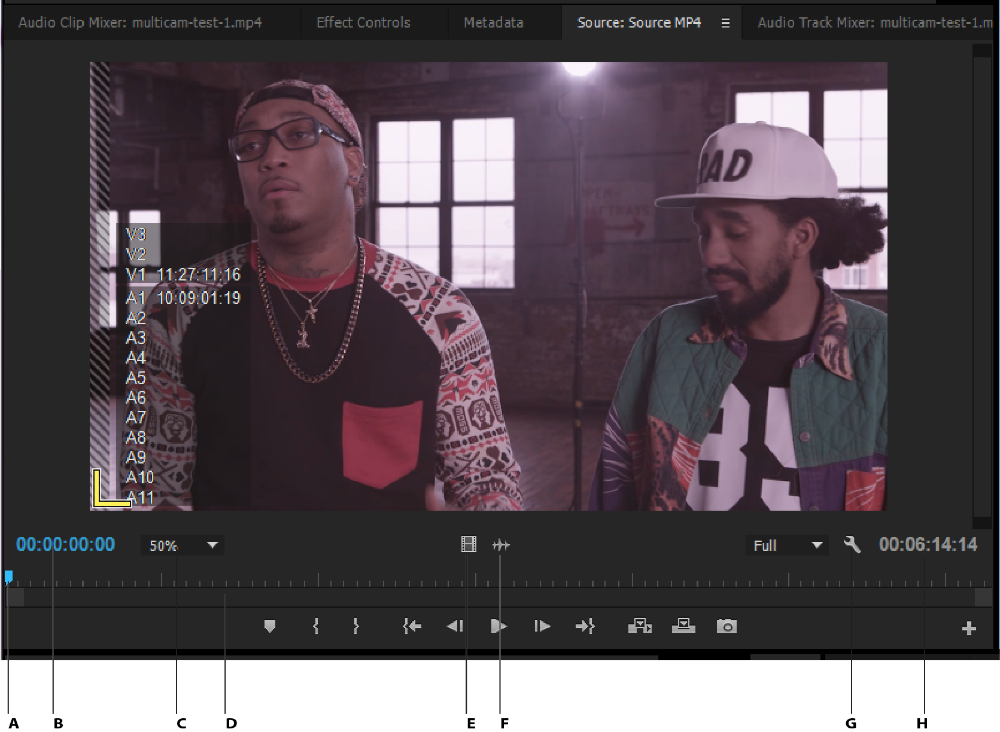 Audio Clip Mixer: multicam-test-1.mp4
Effect Controls
Metadata
Source: Source MP4
Audio Track Mixer: multicam-test-1.m
V3
V2
V1 11:27:11:16
A1 10:09:01:19
A2
A3
A4
A5
A6
A7
A8
A9
A10
A11
AD
OPEN
85
00:00:00:00
50%
Full
00:06:14:14
A
B
C
D
E
F
G
H